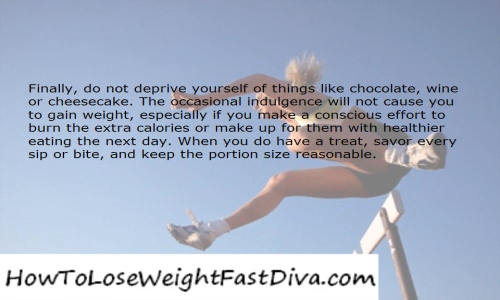 Finally, do not deprive yourself of things like chocolate, wine
or cheesecake. The occasional indulgence will not cause you
to gain weight, especially if you make a conscious effort to
burn the extra calories or make up for them with healthier
eating the next day. When you do have a treat, savor every
sip or bite, and keep the portion size reasonable.
HowToLoseWeightFastDiva.com